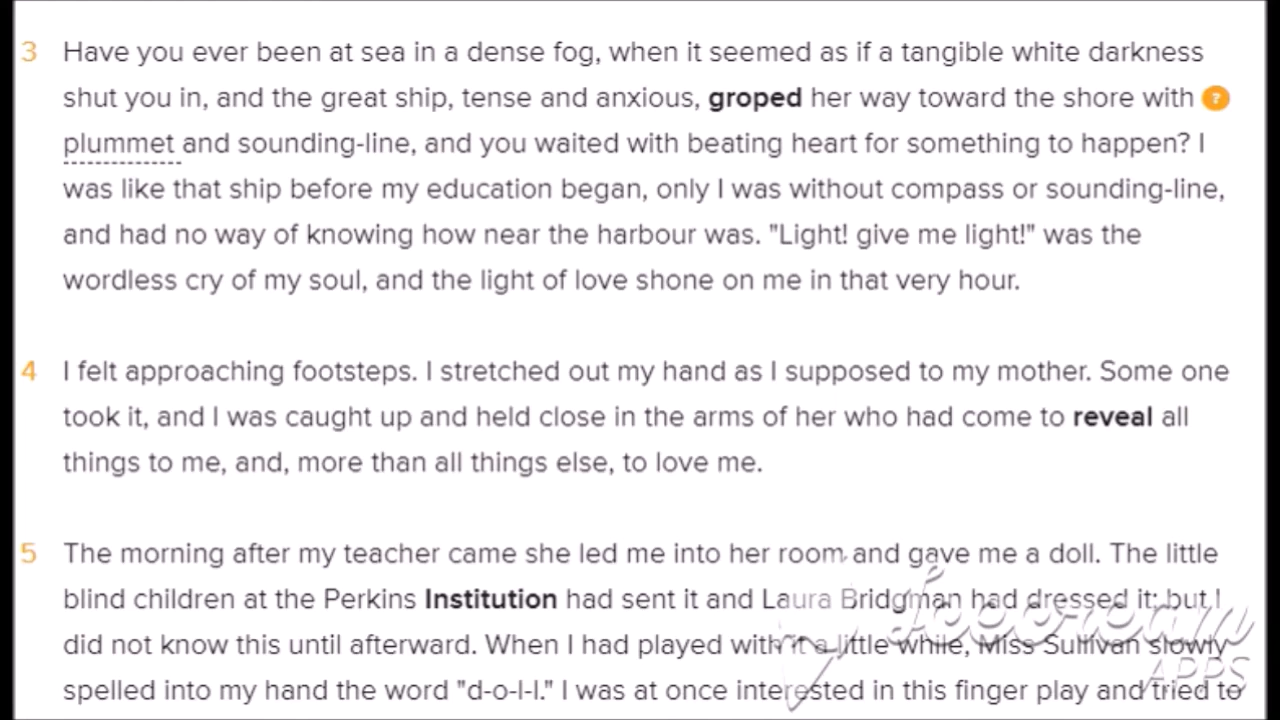 3 Have you ever been at sea in a dense fog, when it seemed as if a tangible white darkness
shut you in, and the great ship, tense and anxious, groped her way toward the shore with ?
plummet and sounding-line, and you waited with beating heart for something to happen? I
was like that ship before my education began, only I was without compass or sounding-line,
and had no way of knowing how near the harbour was. "Light! give me light!" was the
wordless cry of my soul, and the light of love shone on me in that very hour.
4 I felt approaching footsteps. I stretched out my hand as I supposed to my mother. Some one
took it, and I was caught up and held close in the arms of her who had come to reveal all
things to me, and, more than all things else, to love me.
5 The morning after my teacher came she led me into her room and gave me a doll. The little
blind children at the Perkins Institution had sent it and Laura Bridgman had dressed it; but I
did not know this until afterward. When I had played with it a little while, Miss Sullivan slowly
spelled into my hand the word "d-o-l-l." I was at once interested in this finger play and tried to
Icecream
APPS